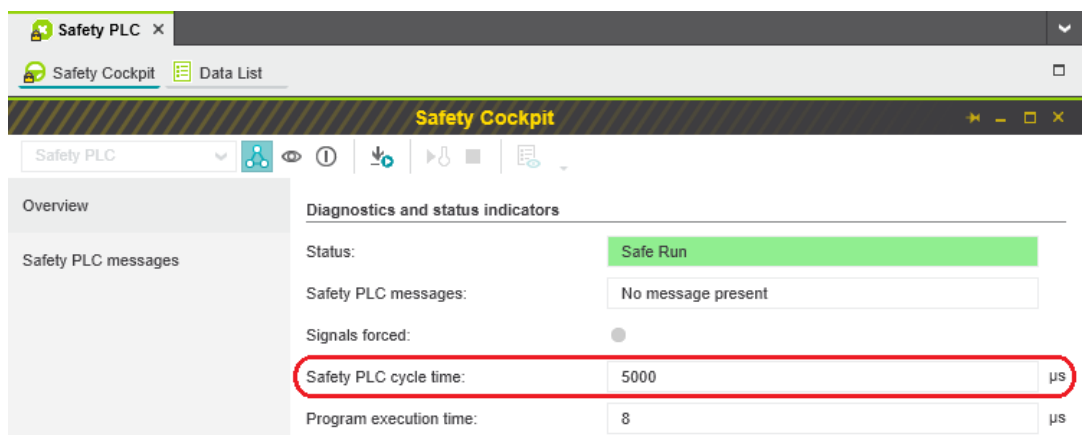 Safety PLC
Safety Cockpit Data List
Safety Cockpit
Safety PLC
Overview
Safety PLC messages
Diagnostics and status indicators
Status: Safe Run
Safety PLC messages: No message present
Signals forced:
Safety PLC cycle time: 5000 µs
Program execution time: 8 µs